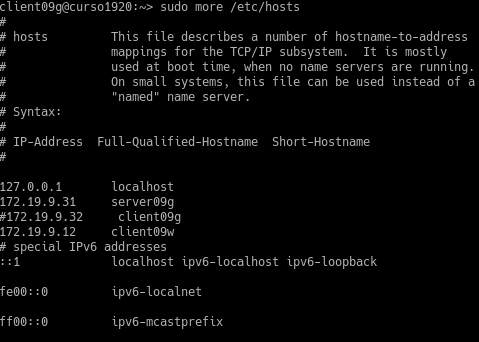 client09g@curso1920:~> sudo more /etc/hosts
#
# hosts         This file describes a number of hostname-to-address
#               mappings for the TCP/IP subsystem.  It is mostly
#               used at boot time, when no name servers are running.
#               On small systems, this file can be used instead of a
#               "named" name server.
# Syntax:
#
# IP-Address  Full-Qualified-Hostname  Short-Hostname
#
127.0.0.1       localhost
172.19.9.31     server09g
#172.19.9.32     client09g
172.19.9.12     client09w
# special IPv6 addresses
::1             localhost ipv6-localhost ipv6-loopback
fe00::0         ipv6-localnet
ff00::0         ipv6-mcastprefix